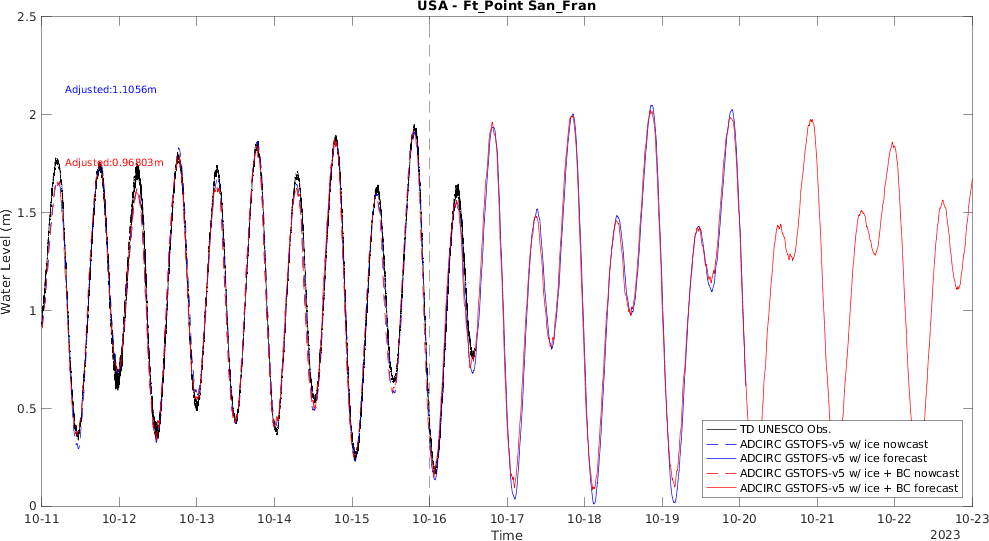 USA - Ft_Point San_Fran
2.5
2
1.5
1
0.5
0
Water Level (m)
Adjusted:1.1056m
Adjusted:0.96803m
TD UNESCO Obs.
ADCIRC GSTOFS-v5 w/ ice nowcast
ADCIRC GSTOFS-v5 w/ ice forecast
ADCIRC GSTOFS-v5 w/ ice + BC nowcast
ADCIRC GSTOFS-v5 w/ ice + BC forecast
10-11 10-12 10-13 10-14 10-15 10-16 10-17 10-18 10-19 10-20 10-21 10-22 10-23
Time
2023